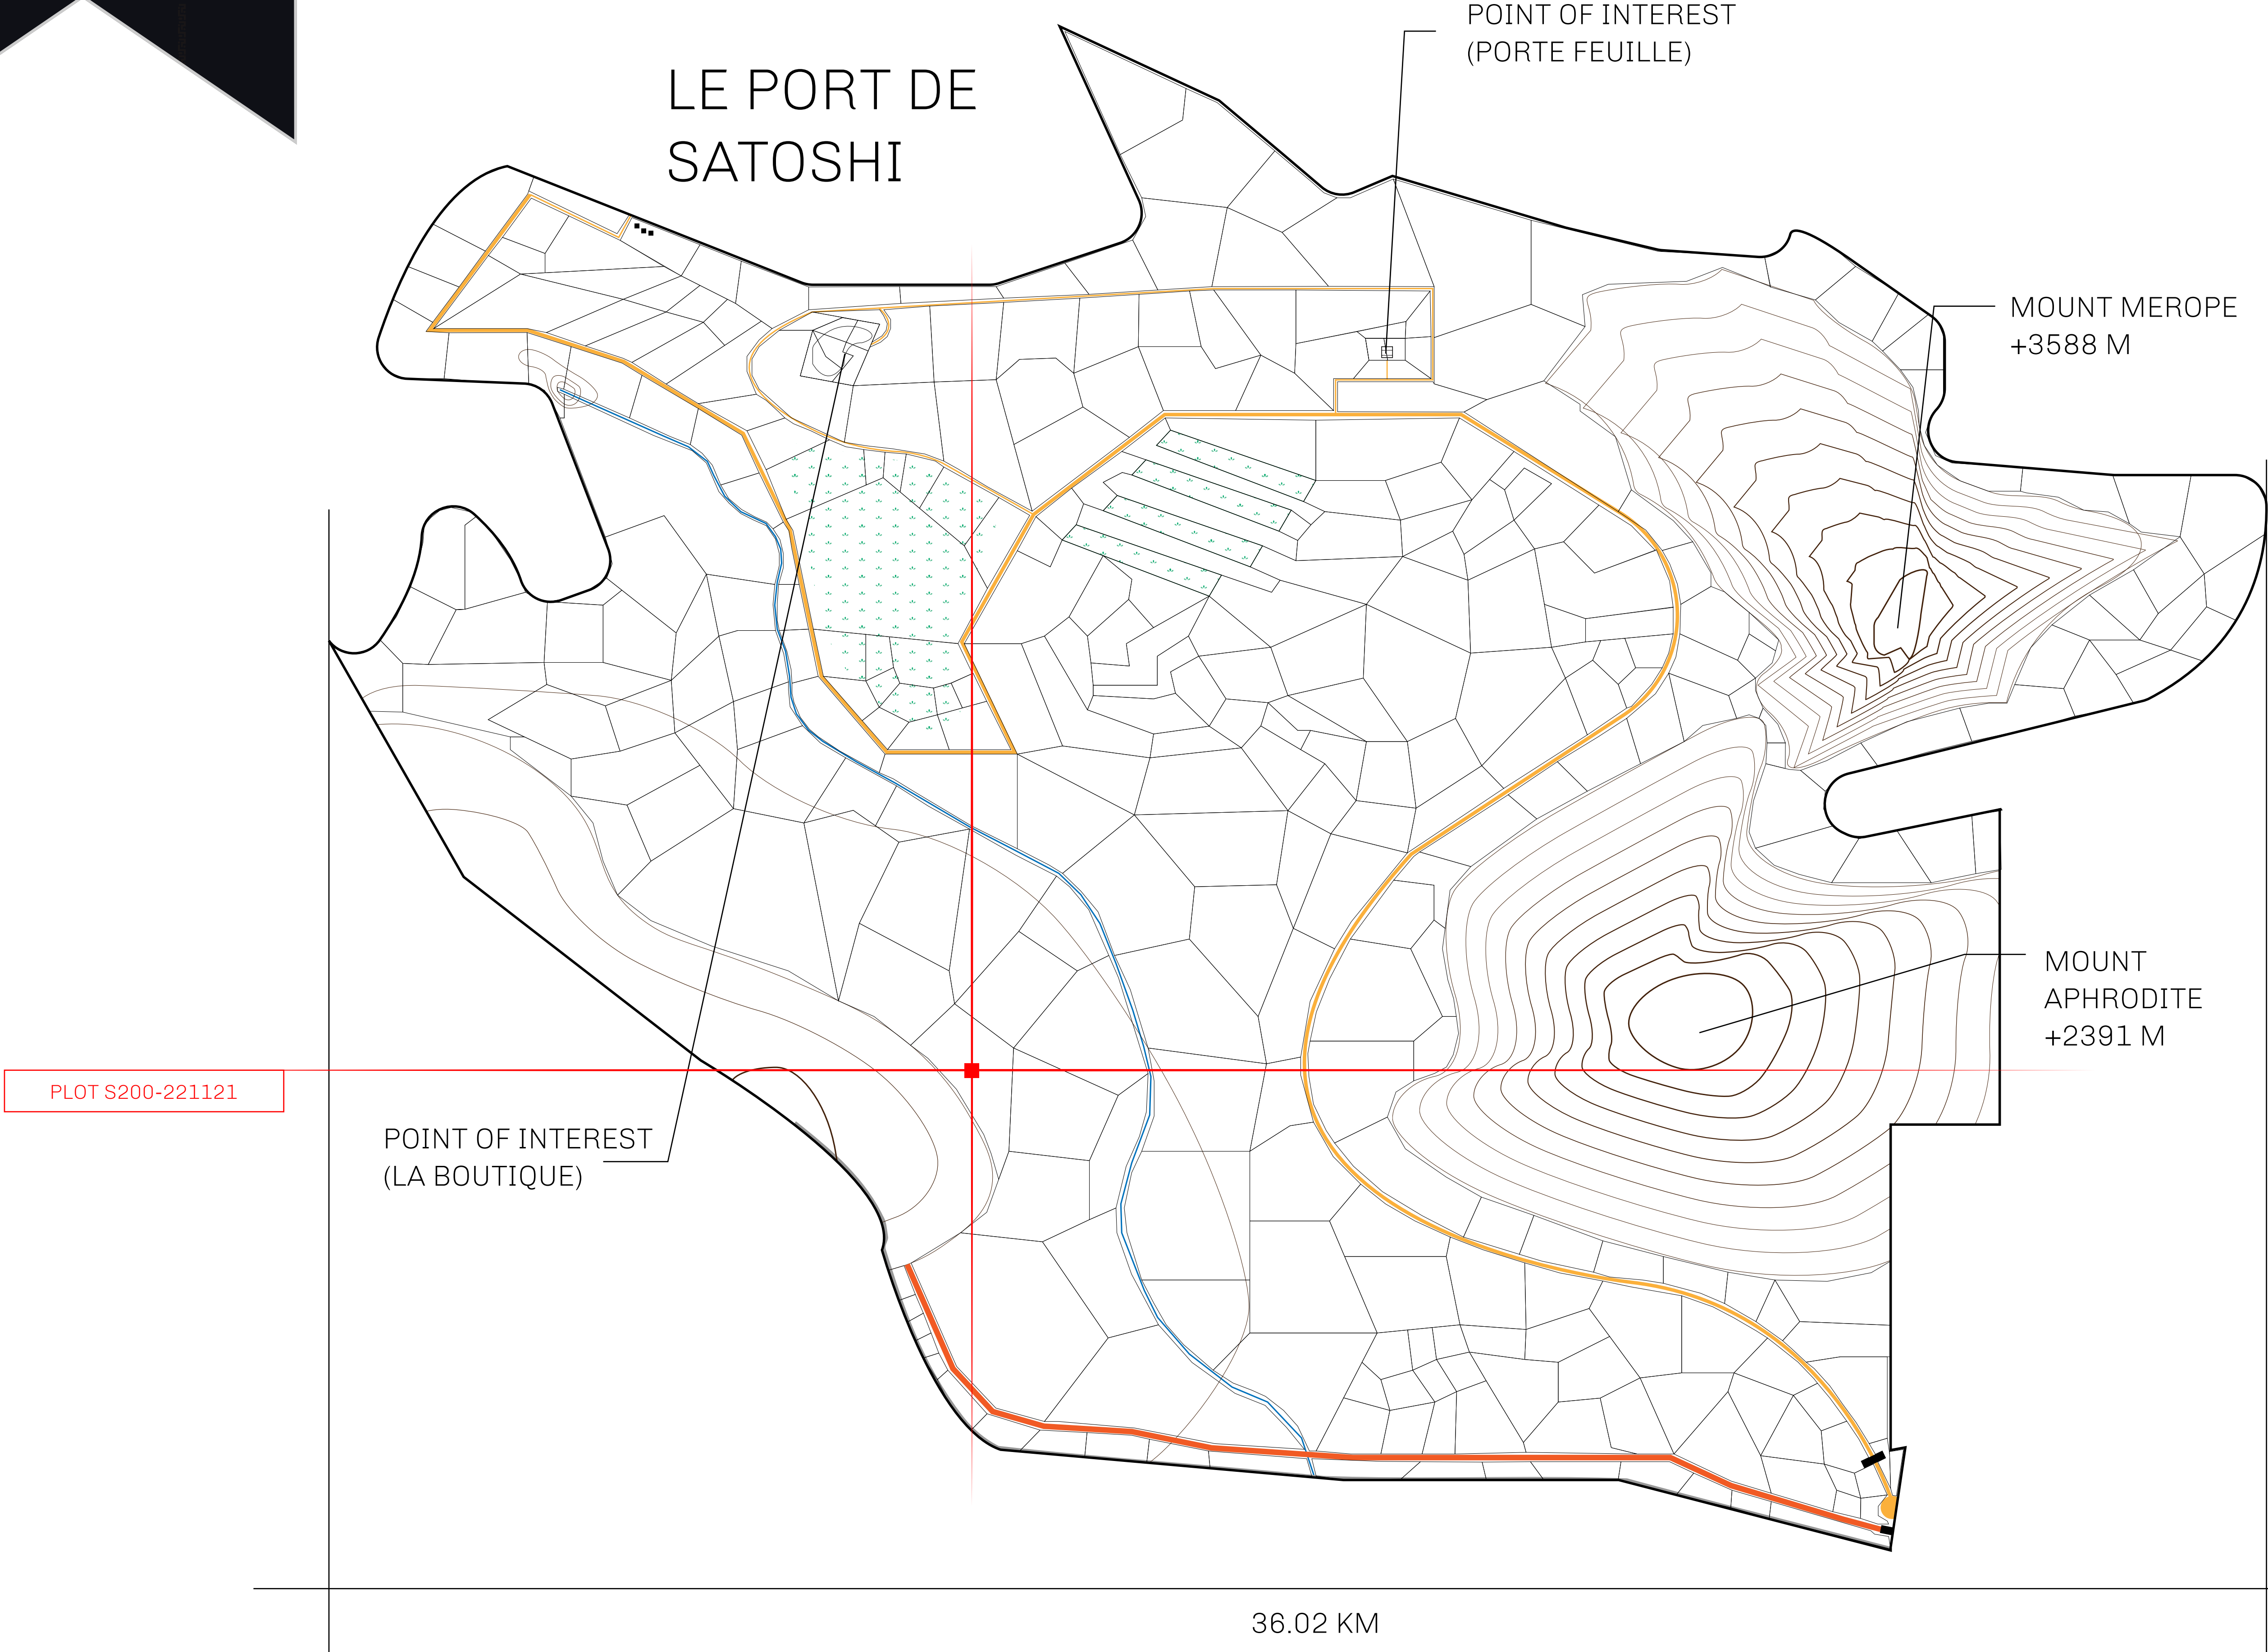 POINT OF INTEREST
(PORTE FEUILLE)
LE PORT DE
SATOSHI
MOUNT MEROPE
+3588 M
MOUNT
APHRODITE
+2391 M
PLOT S200-221121
POINT OF INTEREST
(LA BOUTIQUE)
36.02 KM